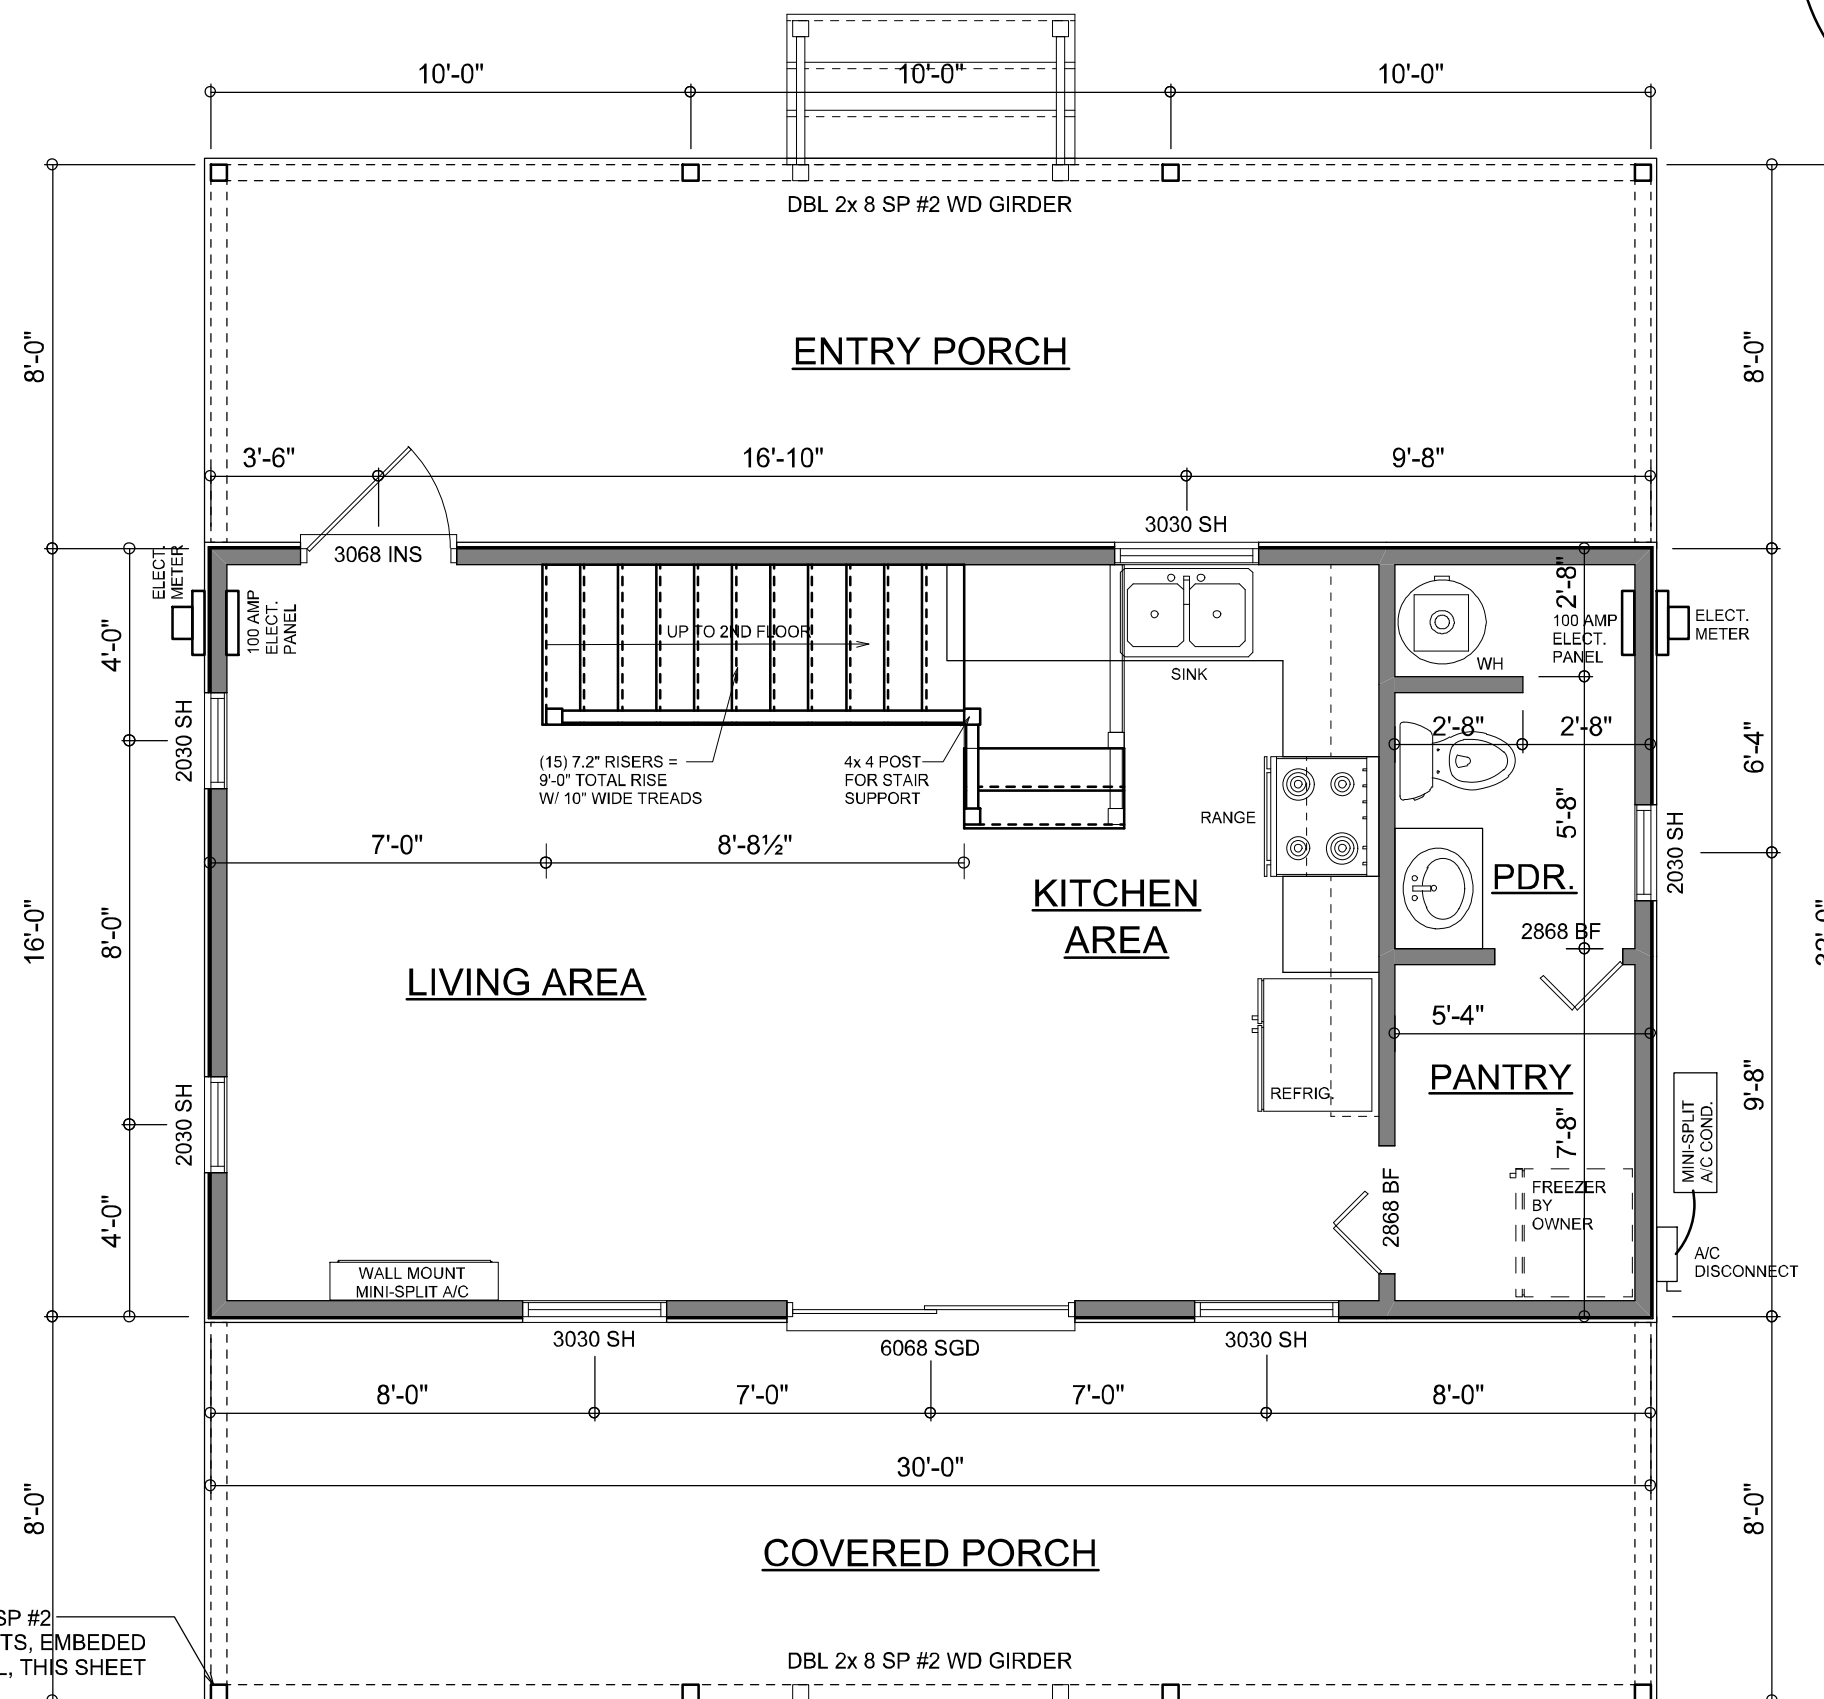 10'-0"
10'-0"
10'-0"
DBL 2x 8 SP #2 WD GIRDER
8'-0"
ENTRY PORCH
8'-0"
3'-6"
16'-10"
9'-8"
3030 SH
3068 INS
ELECT.
METER
100 AMP
ELECT.
PANEL
4'-0"
UP TO 2ND FLOOR
SINK
WH
2'-8"
100 AMP
ELECT.
PANEL
ELECT.
METER
2030 SH
(15) 7.2" RISERS =
9'-0" TOTAL RISE
W/ 10" WIDE TREADS
4x 4 POST
FOR STAIR
SUPPORT
2'-8"
2'-8"
6'-4"
RANGE
5'-8"
2030 SH
7'-0"
8'-8½"
KITCHEN
AREA
PDR.
2868 BF
16'-0"
8'-0"
LIVING AREA
5'-4"
PANTRY
REFRIG.
7'-8"
9'-8"
2030 SH
MINI-SPLIT
A/C COND.
4'-0"
2868 BF
FREEZER
BY
OWNER
A/C
DISCONNECT
WALL MOUNT
MINI-SPLIT A/C
3030 SH
6068 SGD
3030 SH
8'-0"
7'-0"
7'-0"
8'-0"
30'-0"
8'-0"
COVERED PORCH
8'-0"
SP #2
TS, EMBEDED
L, THIS SHEET
DBL 2x 8 SP #2 WD GIRDER